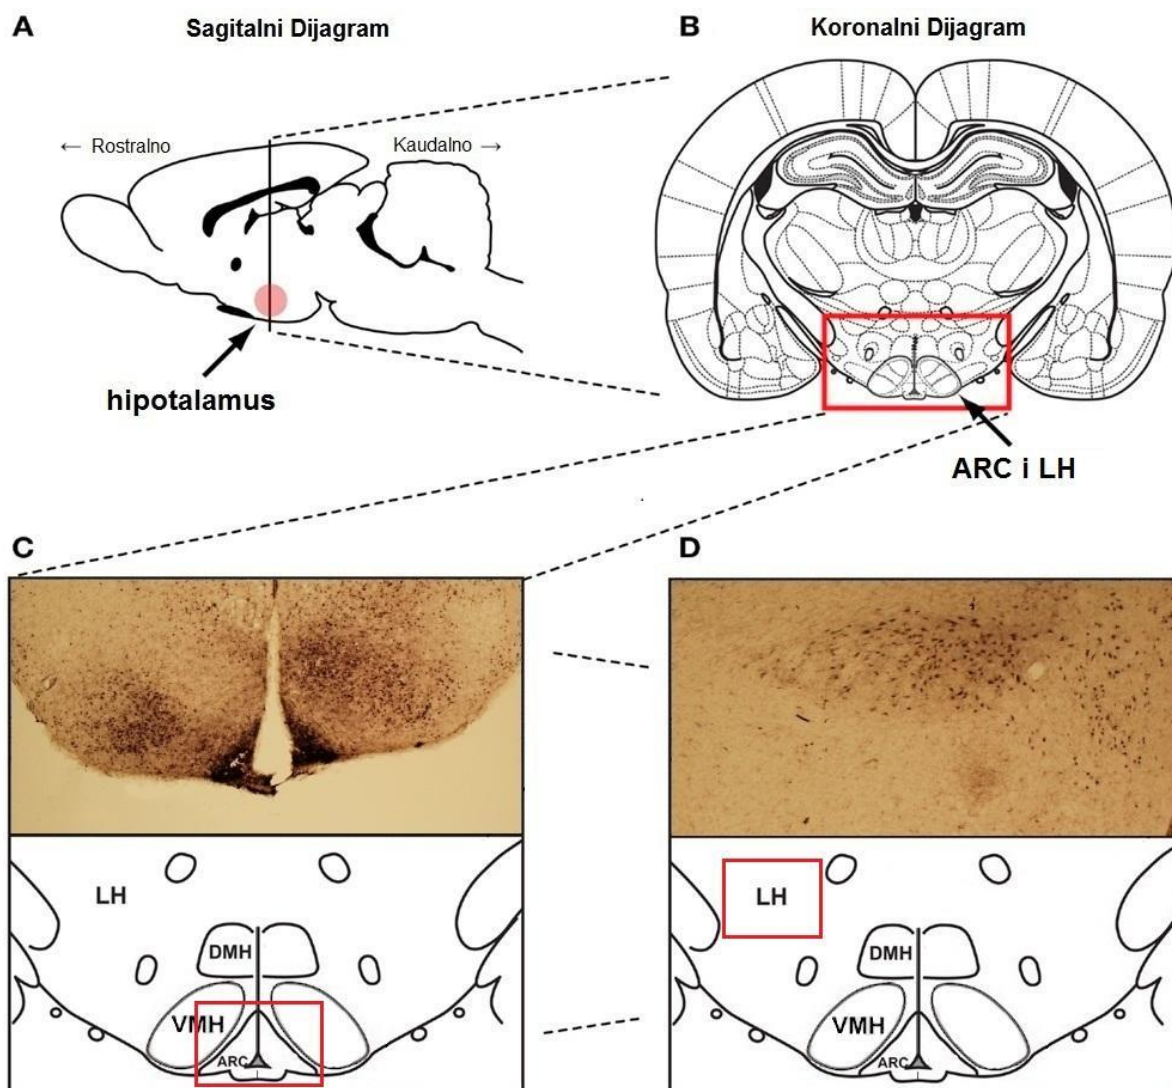 A
Sagitalni Dijagram
B
Koronalni Dijagram
← Rostralno
Kaudalno →
hipotalamus
ARC i LH
C
D
LH
DMH
VMH
ARC
LH
DMH
VMH
ARC